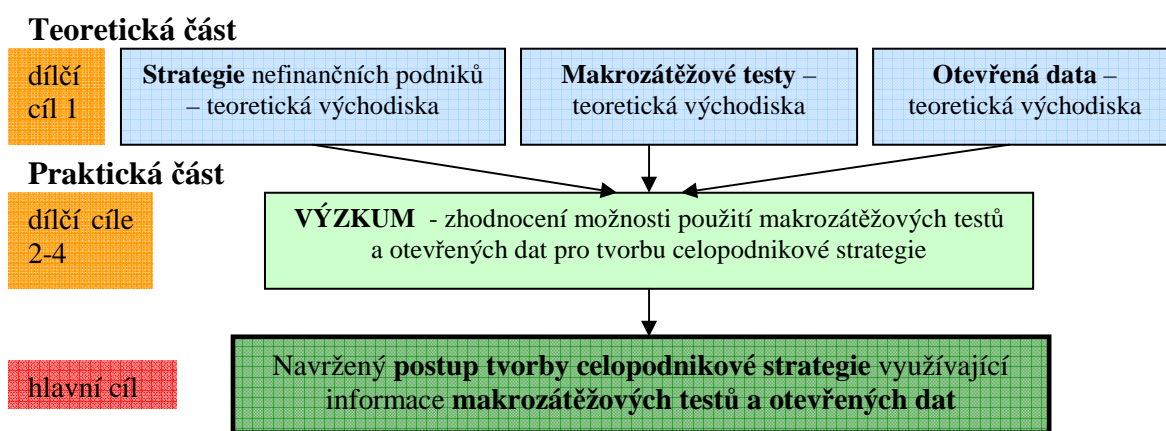 Teoretická část
dílčí
cíl 1
Strategie nefinančních podniků
– teoretická východiska
Makrozátěžové testy –
teoretická východiska
Otevřená data –
teoretická východiska
Praktická část
dílčí cíle
2-4
VÝZKUM - zhodnocení možnosti použití makrozátěžových testů
a otevřených dat pro tvorbu celopodnikové strategie
hlavní cíl
Navržený postup tvorby celopodnikové strategie využívající
informace makrozátěžových testů a otevřených dat